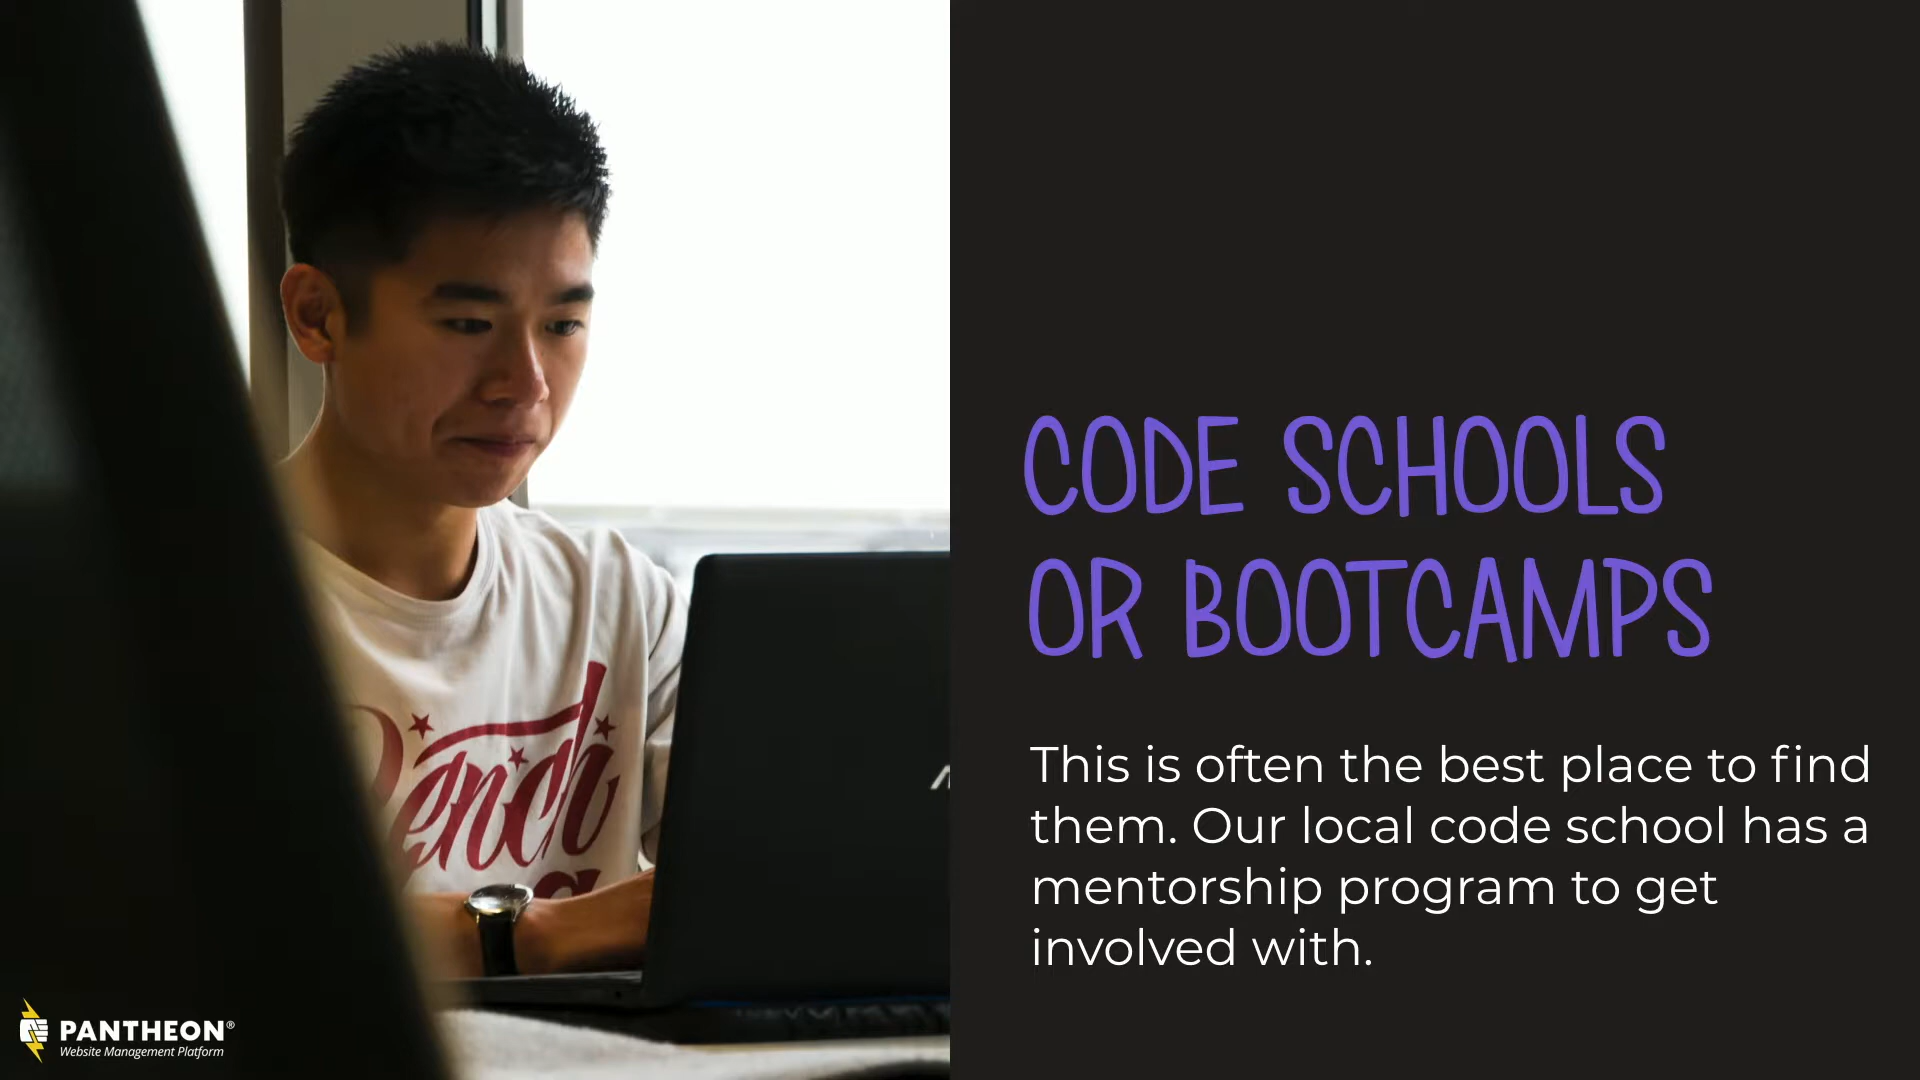 CODE SCHOOLS
OR BOOTCAMPS
This is often the best place to find
them. Our local code school has a
mentorship program to get
involved with.
PANTHEON®
Website Management Platform